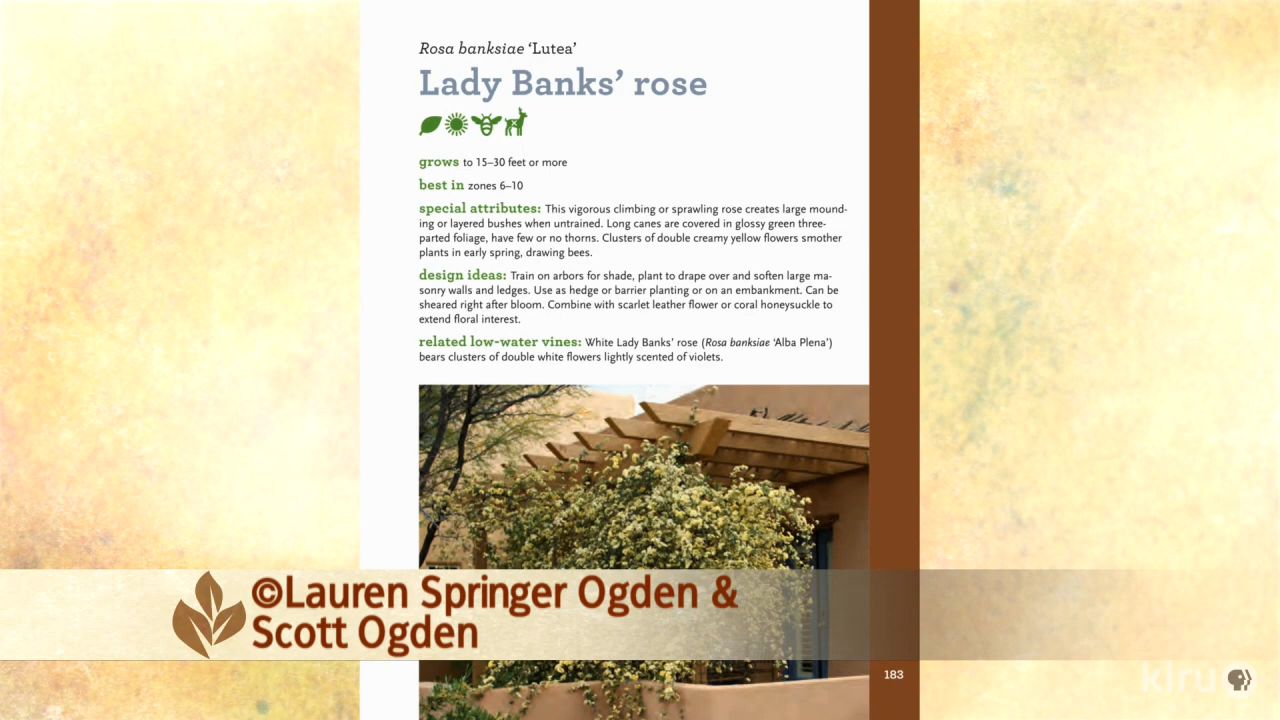 Rosa banksiae ‘Lutea’
Lady Banks’ rose
grows to 15–30 feet or more
best in zones 6–10
special attributes: This vigorous climbing or sprawling rose creates large mound-
ing or layered bushes when untrained. Long canes are covered in glossy green three-
parted foliage, have few or no thorns. Clusters of double creamy yellow flowers smother
plants in early spring, drawing bees.
design ideas: Train on arbors for shade, plant to drape over and soften large ma-
sonry walls and ledges. Use as hedge or barrier planting or on an embankment. Can be
sheared right after bloom. Combine with scarlet leather flower or coral honeysuckle to
extend floral interest.
related low-water vines: White Lady Banks’ rose (Rosa banksiae ‘Alba Plena’)
bears clusters of double white flowers lightly scented of violets.
©Lauren Springer Ogden &
Scott Ogden
183
klru